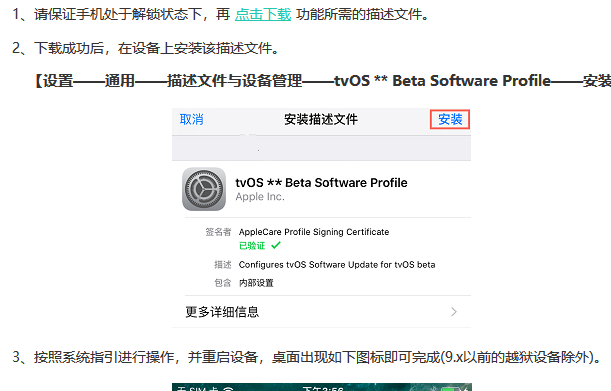 1、请保证手机处于解锁状态下，再 点击下载 功能所需的描述文件。
2、下载成功后，在设备上安装该描述文件。
【设置——通用——描述文件与设备管理——tvOS ** Beta Software Profile——安装
取消 安装描述文件 安装
tvOS ** Beta Software Profile
Apple Inc.
签名者 AppleCare Profile Signing Certificate
已验证 ✓
描述 Configures tvOS Software Update for tvOS beta
包含 内部设置
更多详细信息
3、按照系统指引进行操作，并重启设备，桌面出现如下图标即可完成(9.x以前的越狱设备除外)。
无 SIM 卡 下午3:56